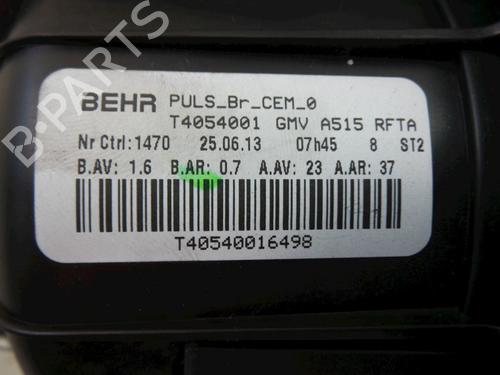 BEHR PULS_Br_CEM_0
T4054001 GMV A515 RFTA
Nr Ctrl:1470 25.06.13 07h45 8 ST2
B.AV: 1.6 B.AR: 0.7 A.AV: 23 A.AR: 37
T40540016498
B-PARTS